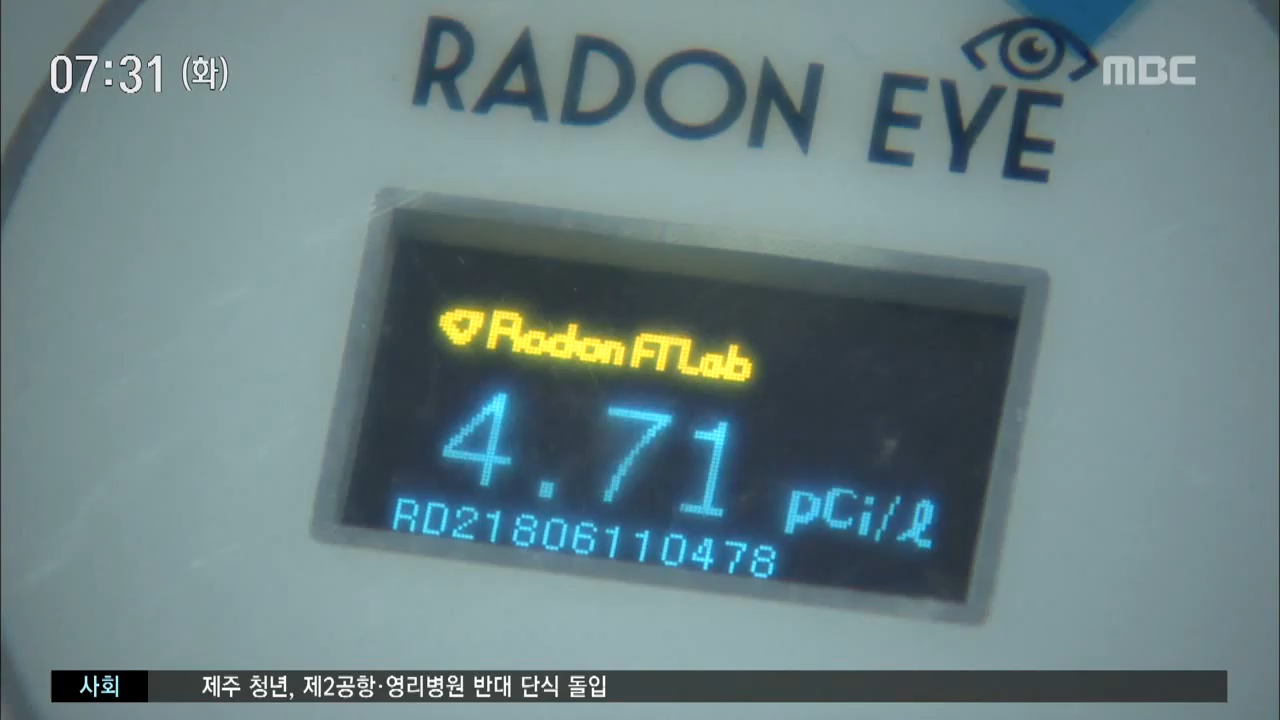 07:31 (화)
MBC
RADON EYE
Radon FTLab
4.71 pCi/ℓ
RD21806110478
사회 제주 청년, 제2공항·영리병원 반대 단식 돌입